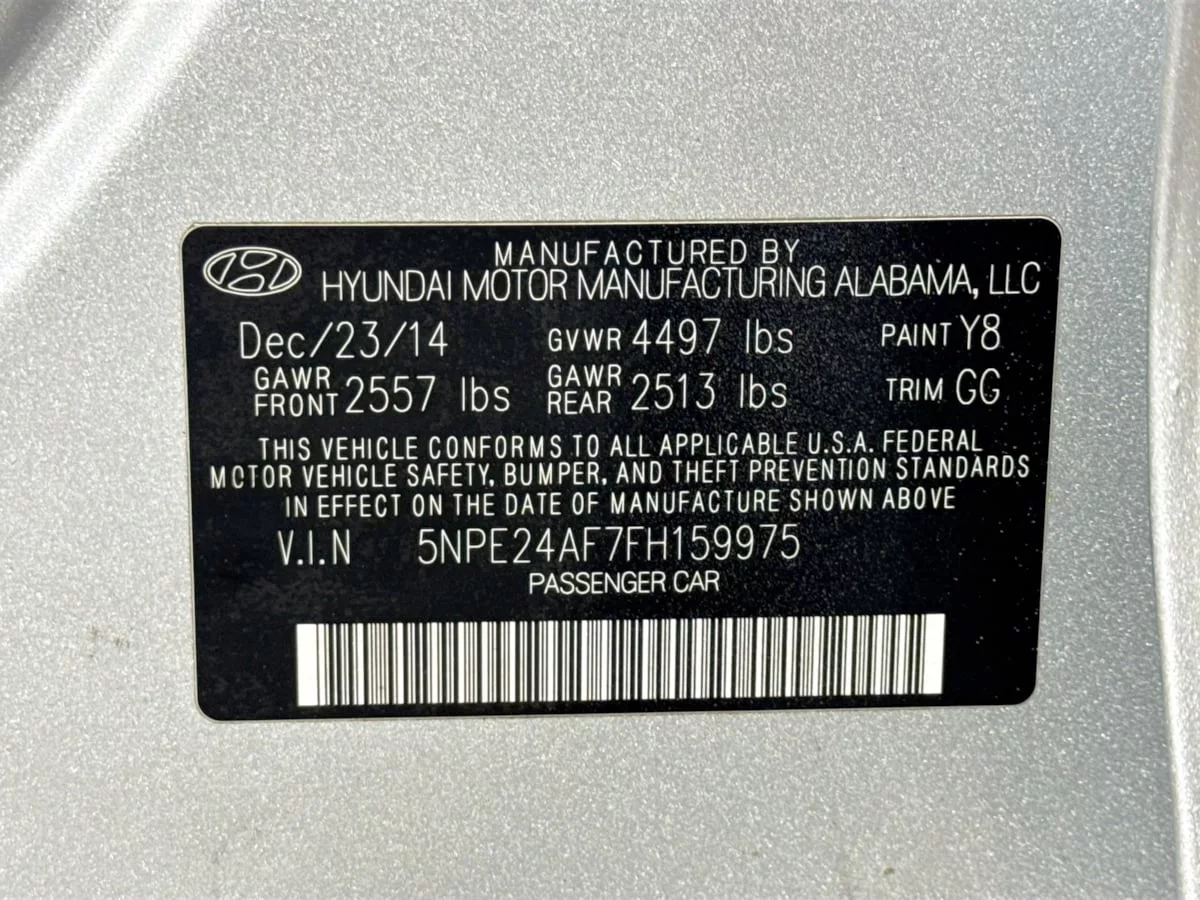 MANUFACTURED BY
HYUNDAI MOTOR MANUFACTURING ALABAMA, LLC
Dec/23/14 GVWR 4497 lbs PAINT Y8
GAWR FRONT 2557 lbs GAWR REAR 2513 lbs TRIM GG
THIS VEHICLE CONFORMS TO ALL APPLICABLE U.S.A. FEDERAL
MOTOR VEHICLE SAFETY, BUMPER, AND THEFT PREVENTION STANDARDS
IN EFFECT ON THE DATE OF MANUFACTURE SHOWN ABOVE
V.I.N 5NPE24AF7FH159975
PASSENGER CAR